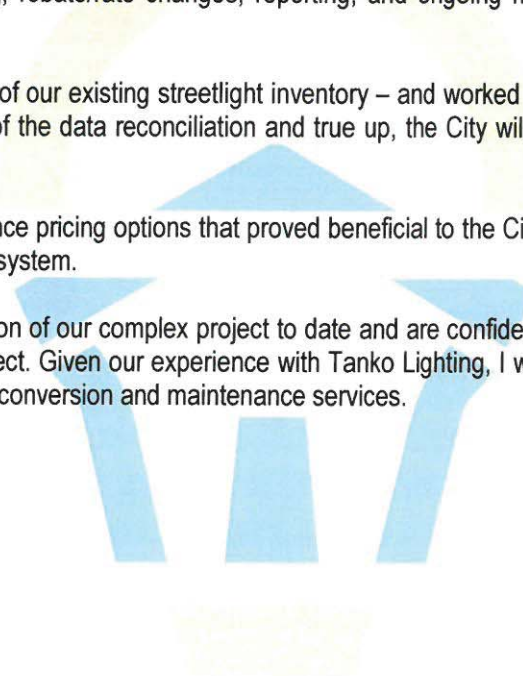 rebate/rate changes, reporting, and ongoing
of our existing streetlight inventory – and worked
of the data reconciliation and true up, the City wil
nce pricing options that proved beneficial to the Ci
system.
on of our complex project to date and are confide
ect. Given our experience with Tanko Lighting, I w
conversion and maintenance services.